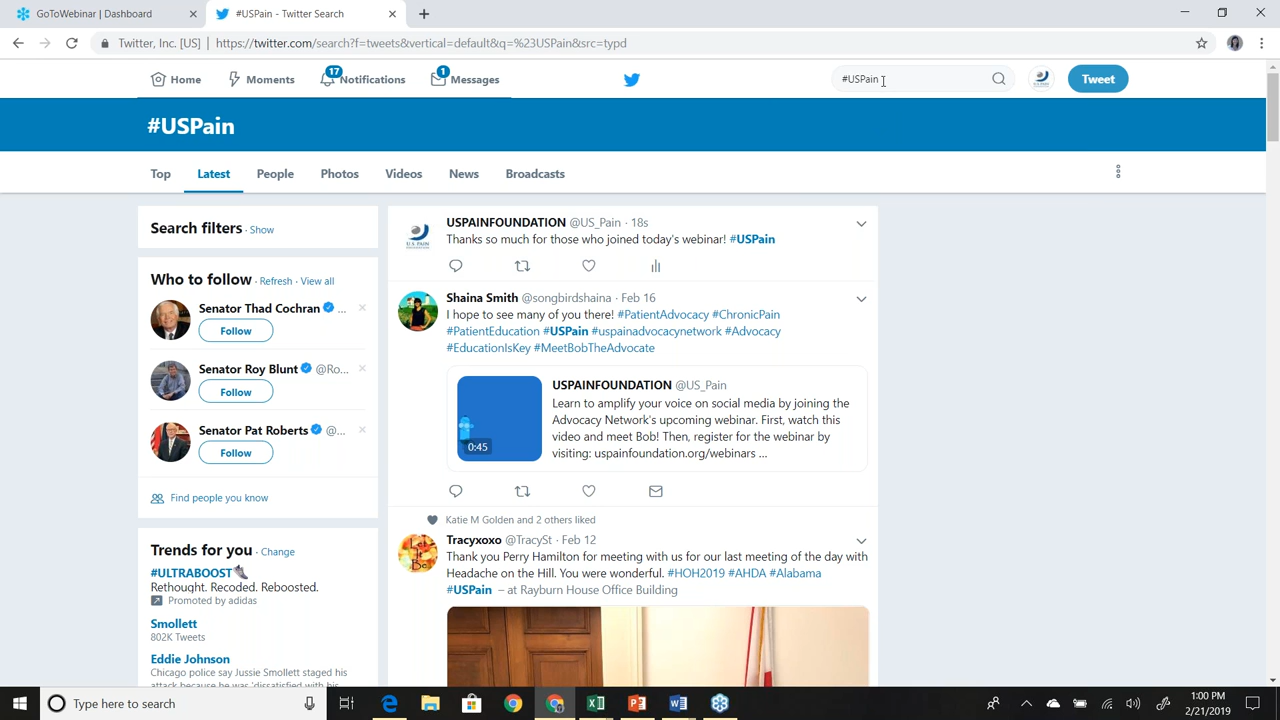 GoToWebinar | Dashboard
#USPain - Twitter Search
Twitter, Inc. [US] | https://twitter.com/search?f=tweets&vertical=default&q=%23USPain&src=typd
Home
Moments
17
Notifications
1
Messages
#USPain
Tweet
#USPain
Top
Latest
People
Photos
Videos
News
Broadcasts
Search filters · Show
Who to follow · Refresh · View all
Senator Thad Cochran ...
Follow
Senator Roy Blunt @Ro...
Follow
Senator Pat Roberts @...
Follow
Find people you know
Trends for you · Change
#ULTRABOOST
Rethought. Recoded. Reboosted.
Promoted by adidas
Smollett
802K Tweets
Eddie Johnson
Chicago police say Jussie Smollett staged his
attack because he was 'dissatisfied with his
USPAINFOUNDATION @US_Pain · 18s
Thanks so much for those who joined today's webinar! #USPain
Shaina Smith @songbirdshaina · Feb 16
I hope to see many of you there! #PatientAdvocacy #ChronicPain
#PatientEducation #USPain #uspainadvocacynetwork #Advocacy
#EducationIsKey #MeetBobTheAdvocate
0:45
USPAINFOUNDATION @US_Pain
Learn to amplify your voice on social media by joining the
Advocacy Network's upcoming webinar. First, watch this
video and meet Bob! Then, register for the webinar by
visiting: uspainfoundation.org/webinars ...
Katie M Golden and 2 others liked
Tracyxoxo @TracySt · Feb 12
Thank you Perry Hamilton for meeting with us for our last meeting of the day with
Headache on the Hill. You were wonderful. #HOH2019 #AHDA #Alabama
#USPain – at Rayburn House Office Building
Type here to search
1:00 PM
2/21/2019